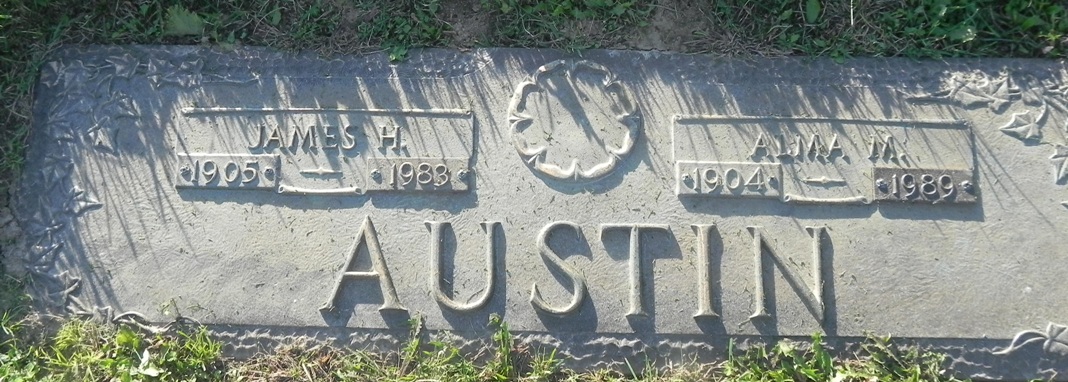 JAMES H.
1905 – 1983
ALMA M.
1904 – 1989
AUSTIN